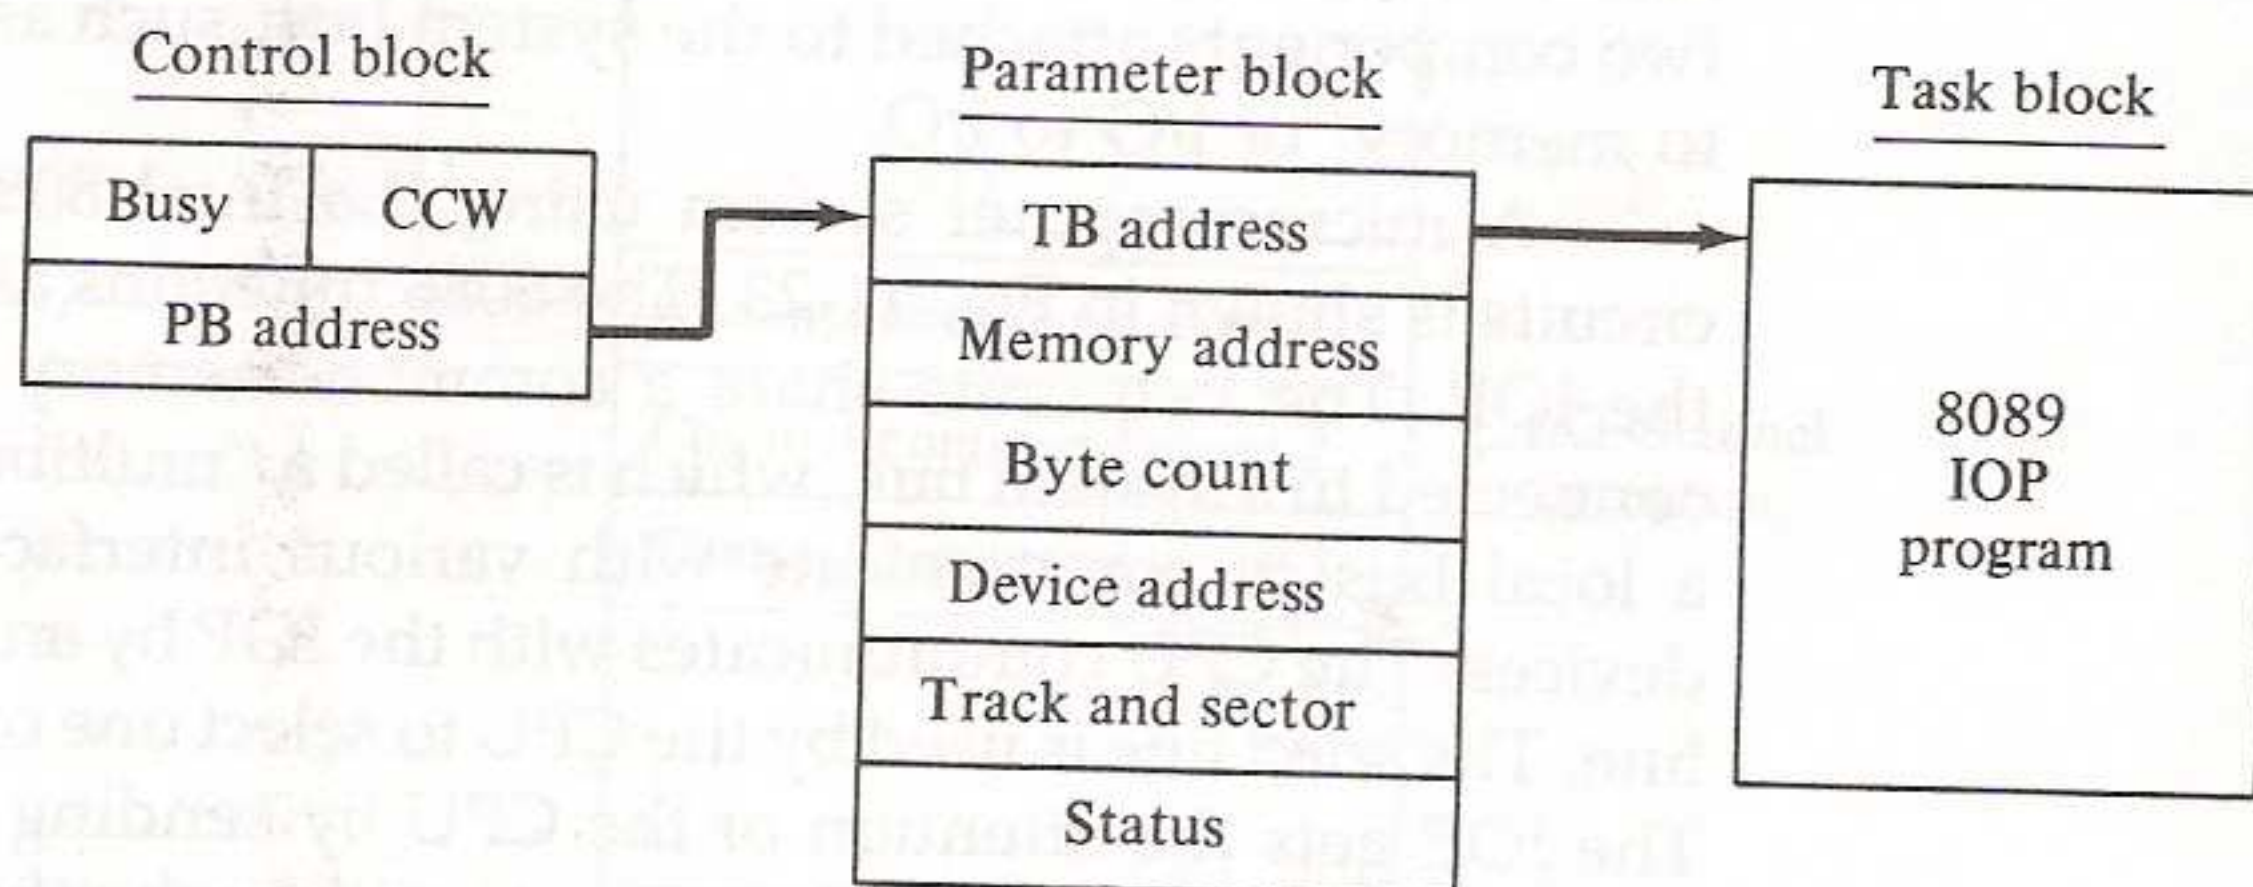 Control block
Busy
CCW
PB address
Parameter block
TB address
Memory address
Byte count
Device address
Track and sector
Status
Task block
8089
IOP
program